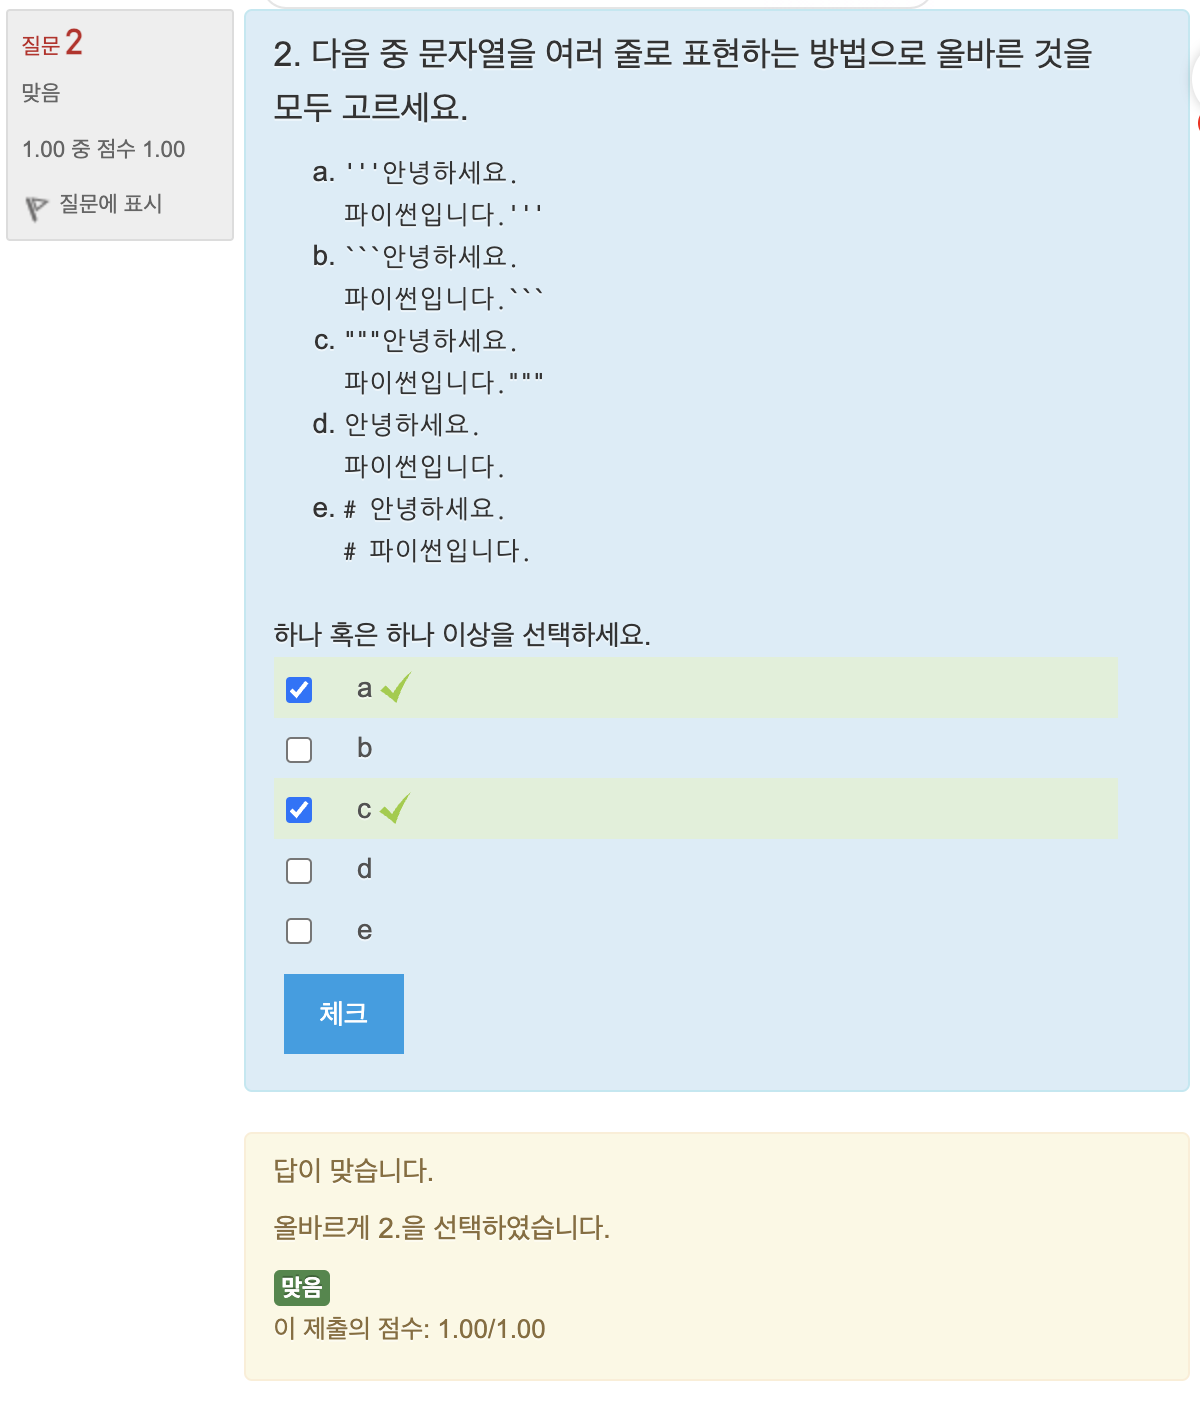 질문 2
맞음
1.00 중 점수 1.00
질문에 표시
2. 다음 중 문자열을 여러 줄로 표현하는 방법으로 올바른 것을
모두 고르세요.
a. '''안녕하세요.
파이썬입니다.'''
b. ```안녕하세요.
파이썬입니다.```
c. """안녕하세요.
파이썬입니다."""
d. 안녕하세요.
파이썬입니다.
e. # 안녕하세요.
# 파이썬입니다.
하나 혹은 하나 이상을 선택하세요.
a
b
c
d
e
체크
답이 맞습니다.
올바르게 2.을 선택하였습니다.
맞음
이 제출의 점수: 1.00/1.00